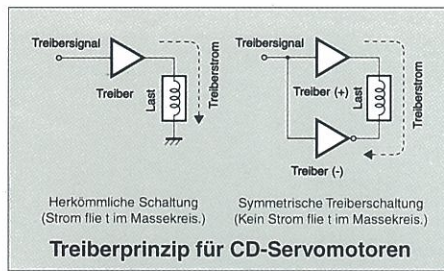 Treibersignal
Treiber
Last
Treiberstrom
Herkömmliche Schaltung
(Strom flie t im Massekreis.)
Treibersignal
Treiber (+)
Last
Treiberstrom
Treiber (-)
Symmetrische Treiberschaltung
(Kein Strom flie t im Massekreis.)
Treiberprinzip für CD-Servomotoren